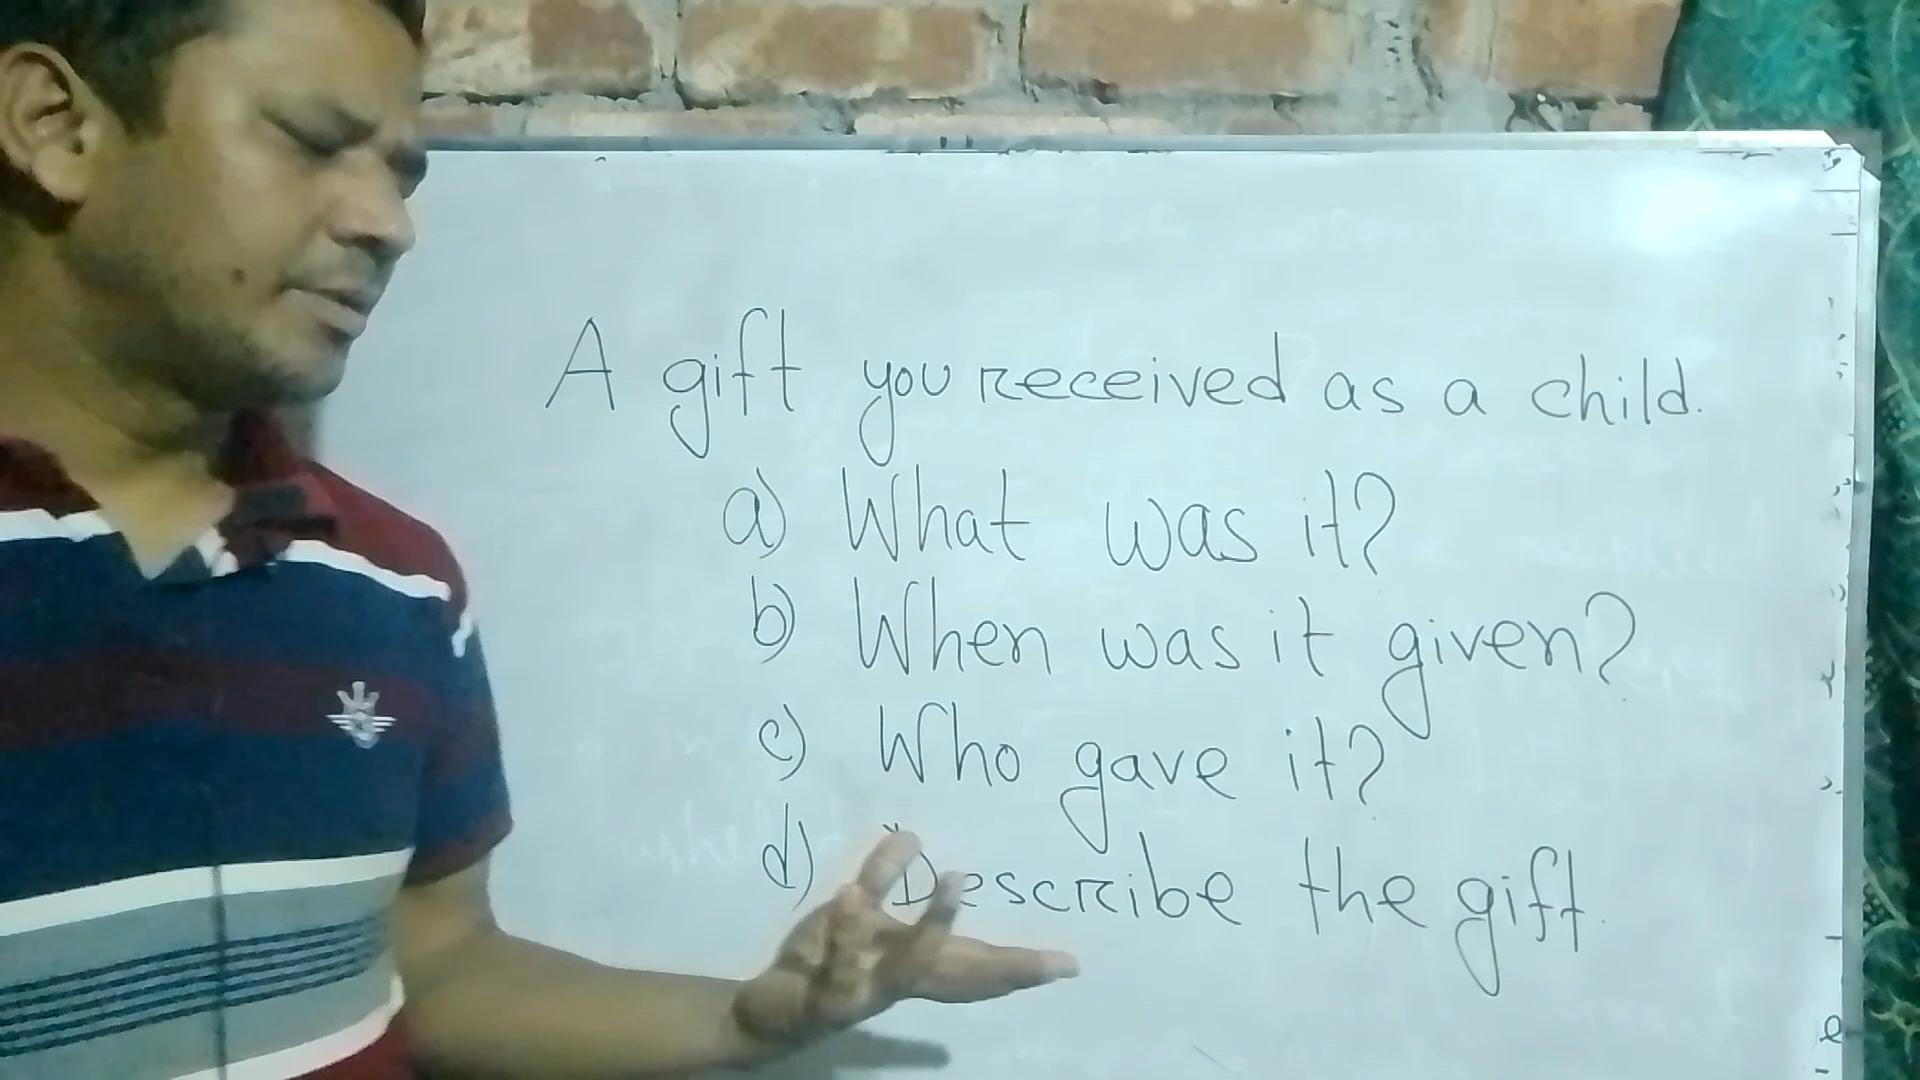 A gift you received as a child.
a) What was it?
b) When was it given?
c) Who gave it?
d) Describe the gift.